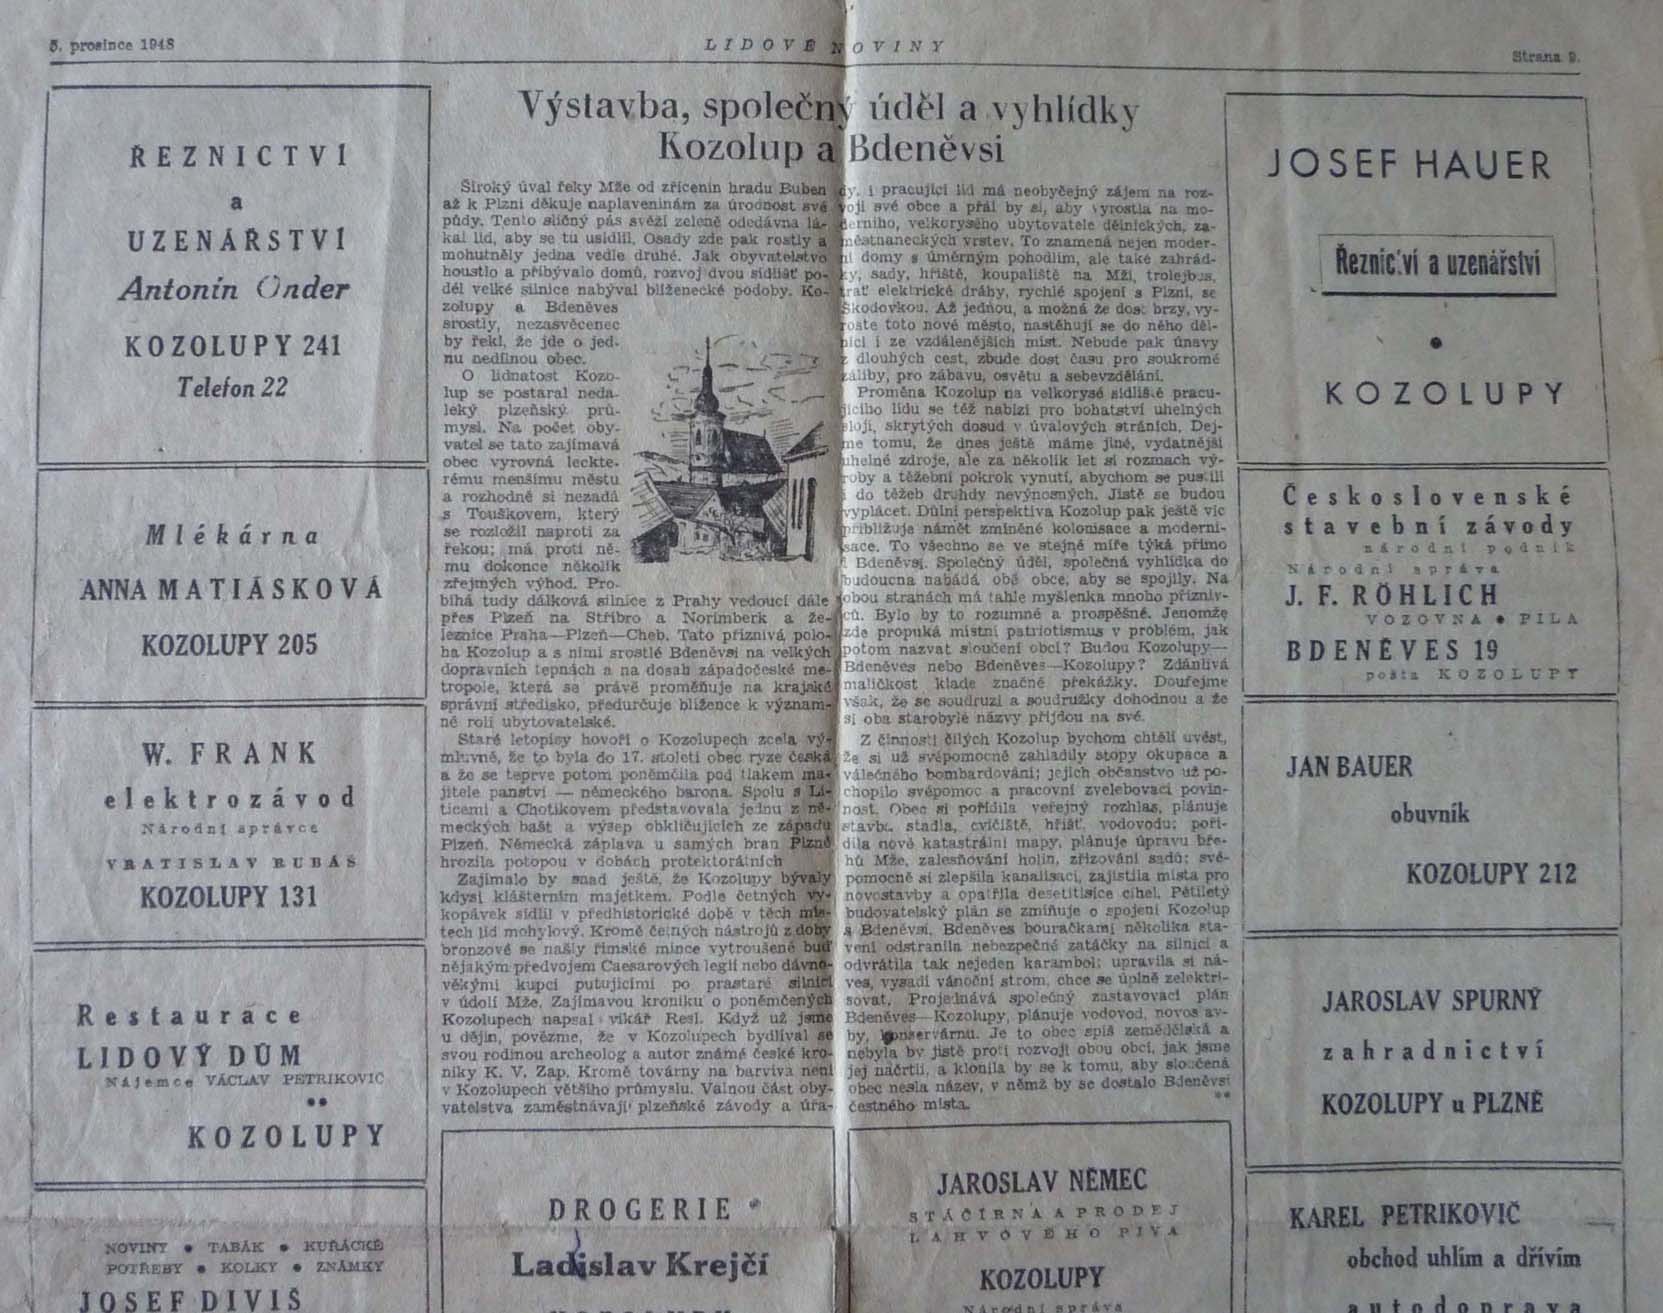 5. prosince 1948
LIDOVÉ NOVINY
Strana 9.
ŘEZNICTVÍ
a
UZENÁŘSTVÍ
Antonín Onder
KOZOLUPY 241
Telefon 22
Mlékárna
ANNA MATIÁSKOVÁ
KOZOLUPY 205
W. FRANK
elektrozávod
Národní správce
VRATISLAV RUBÁŠ
KOZOLUPY 131
Restaurace
LIDOVÝ DŮM
Nájemce VÁCLAV PETRIKOVIČ
••
KOZOLUPY
NOVINY • TABÁK • KUŘÁCKÉ
POTŘEBY • KOLKY • ZNÁMKY
JOSEF DIVIŠ
Výstavba, společný úděl a vyhlídky
Kozolup a Bdeněvsi
Široký úval řeky Mže od zřícenin hradu Buben
až k Plzni děkuje naplaveninám za úrodnost své
půdy. Tento sličný pás svěží zeleně odedávna lá-
kal lid, aby se tu usídlil. Osady zde pak rostly a
mohutněly jedna vedle druhé. Jak obyvatelstvo
houstlo a přibývalo domů, rozvoj dvou sídlišť po-
děl velké silnice nabýval blíženecké podoby. Ko-
zolupy a Bdeněves
srostly, nezasvěcenec
by řekl, že jde o jed-
nu nedílnou obec.
O lidnatost Kozo-
lup se postaral neda-
leký plzeňský prů-
mysl. Na počet oby-
vatel se tato zajímavá
obec vyrovná leckte-
rému menšímu městu
a rozhodně si nezadá
s Touškovem, který
se rozložil naproti za
řekou; má proti ně-
mu dokonce několik
zřejmých výhod. Pro-
bíhá tudy dálková silnice z Prahy vedoucí dále
přes Plzeň na Stříbro a Norimberk a že-
leznice Praha—Plzeň—Cheb. Tato příznivá polo-
ha Kozolup a s nimi srostlé Bdeněvsi na velkých
dopravních tepnách a na dosah západočeské me-
tropole, která se právě proměňuje na krajské
správní středisko, předurčuje blížence k význam-
né roli ubytovatelské.
Staré letopisy hovoří o Kozolupech zcela vý-
mluvně, že to byla do 17. století obec ryze česká
a že se teprve potom poněmčila pod tlakem ma-
jitele panství — německého barona. Spolu s Li-
ticemi a Chotíkovem představovala jednu z ně-
meckých bašt a výsep obkličujících ze západu
Plzeň. Německá záplava u samých bran Plzně
hrozila potopou v dobách protektorátních
Zajímalo by snad ještě, že Kozolupy bývaly
kdysi klášterním majetkem. Podle četných vy-
kopávek sídlil v předhistorické době v těch mís-
tech lid mohylový. Kromě četných nástrojů z doby
bronzové se našly římské mince vytroušené buď
nějakým předvojem Caesarových legií nebo dávno-
věkými kupci putujícími po prastaré silnici
v údolí Mže. Zajímavou kroniku o poněmčených
Kozolupech napsal vikář Resl. Když už jsme
u dějin, povězme, že v Kozolupech bydlíval se
svou rodinou archeolog a autor známé české kro-
niky K. V. Zap. Kromě továrny na barviva není
v Kozolupech většího průmyslu. Valnou část oby-
vatelstva zaměstnávají plzeňské závody a úřa-
dy, i pracující lid má neobyčejný zájem na roz-
voji své obce a přál by si, aby vyrostla na mo-
derního, velkorysého ubytovatele dělnických, za-
městnaneckých vrstev. To znamená nejen moder-
ní domy s úměrným pohodlím, ale také zahrád-
ky, sady, hřiště, koupaliště na Mži, trolejbus,
trať elektrické dráhy, rychlé spojení s Plzní, se
Škodovkou. Až jednou, a možná že dost brzy, vy-
roste toto nové město, nastěhují se do něho děl-
níci i ze vzdálenějších míst. Nebude pak únavy
z dlouhých cest, zbude dost času pro soukromé
záliby, pro zábavu, osvětu a sebevzdělání.
Proměna Kozolup na velkorysé sídliště pracu-
jícího lidu se též nabízí pro bohatství uhelných
slojí, skrytých dosud v úvalových stráních. Dej-
me tomu, že dnes ještě máme jiné, vydatnější
uhelné zdroje, ale za několik let si rozmach vý-
roby a těžební pokrok vynutí, abychom se pustili
i do těžeb druhdy nevýnosných. Jistě se budou
vyplácet. Důlní perspektiva Kozolup pak ještě víc
přibližuje námět zmíněné kolonisace a moderni-
sace. To všechno se ve stejné míře týká přímo
i Bdeněvsi. Společný úděl, společná vyhlídka do
budoucna nabádá obě obce, aby se spojily. Na
obou stranách má tahle myšlenka mnoho přízniv-
ců. Bylo by to rozumné a prospěšné. Jenomže
zde propuká místní patriotismus v problém, jak
potom nazvat sloučení obcí? Budou Kozolupy—
Bdeněves nebo Bdeněves—Kozolupy? Zdánlivá
maličkost klade značné překážky. Doufejme
však, že se soudruzi a soudružky dohodnou a že
si oba starobylé názvy přijdou na své.
Z činnosti čilých Kozolup bychom chtěli uvést,
že si už svépomocně zahladily stopy okupace a
válečného bombardování; jejich občanstvo už po-
chopilo svépomoc a pracovní zvelebovací povin-
nost. Obec si pořídila veřejný rozhlas, plánuje
stavbu stadia, cvičiště, hřišť, vodovodu; poří-
dila nové katastrální mapy, plánuje úpravu bře-
hů Mže, zalesňování holin, zřizování sadů; své-
pomocně si zlepšila kanalisaci, zajistila místa pro
novostavby a opatřila desetitisíce cihel. Pětiletý
budovatelský plán se zmiňuje o spojení Kozolup
s Bdeněvsí. Bdeněves bouračkami několika sta-
vení odstranila nebezpečné zatáčky na silnici a
odvrátila tak nejeden karambol; upravila si ná-
ves, vysadí vánoční strom, chce se úplně zelektri-
sovat. Projednává společný zastavovací plán
Bdeněves—Kozolupy, plánuje vodovod, novostav-
by, konservárnu. Je to obec spíš zemědělská a
nebyla by jistě proti rozvoji obou obcí, jak jsme
jej načrtli, a klonila by se k tomu, aby sloučená
obec nesla název, v němž by se dostalo Bdeněvsi
čestného místa. **
DROGERIE
Ladislav Krejčí
JAROSLAV NĚMEC
STÁČÍRNA A PRODEJ
LAHVOVÉHO PIVA
KOZOLUPY
Národní správa
JOSEF HAUER
Řeznictví a uzenářství
•
KOZOLUPY
Československé
stavební závody
národní podnik
Národní správa
J. F. RÖHLICH
VOZOVNA • PILA
BDENĚVES 19
pošta KOZOLUPY
JAN BAUER
obuvník
KOZOLUPY 212
JAROSLAV SPURNÝ
zahradnictví
KOZOLUPY u PLZNĚ
KAREL PETRIKOVIČ
obchod uhlím a dřívím
autodoprava